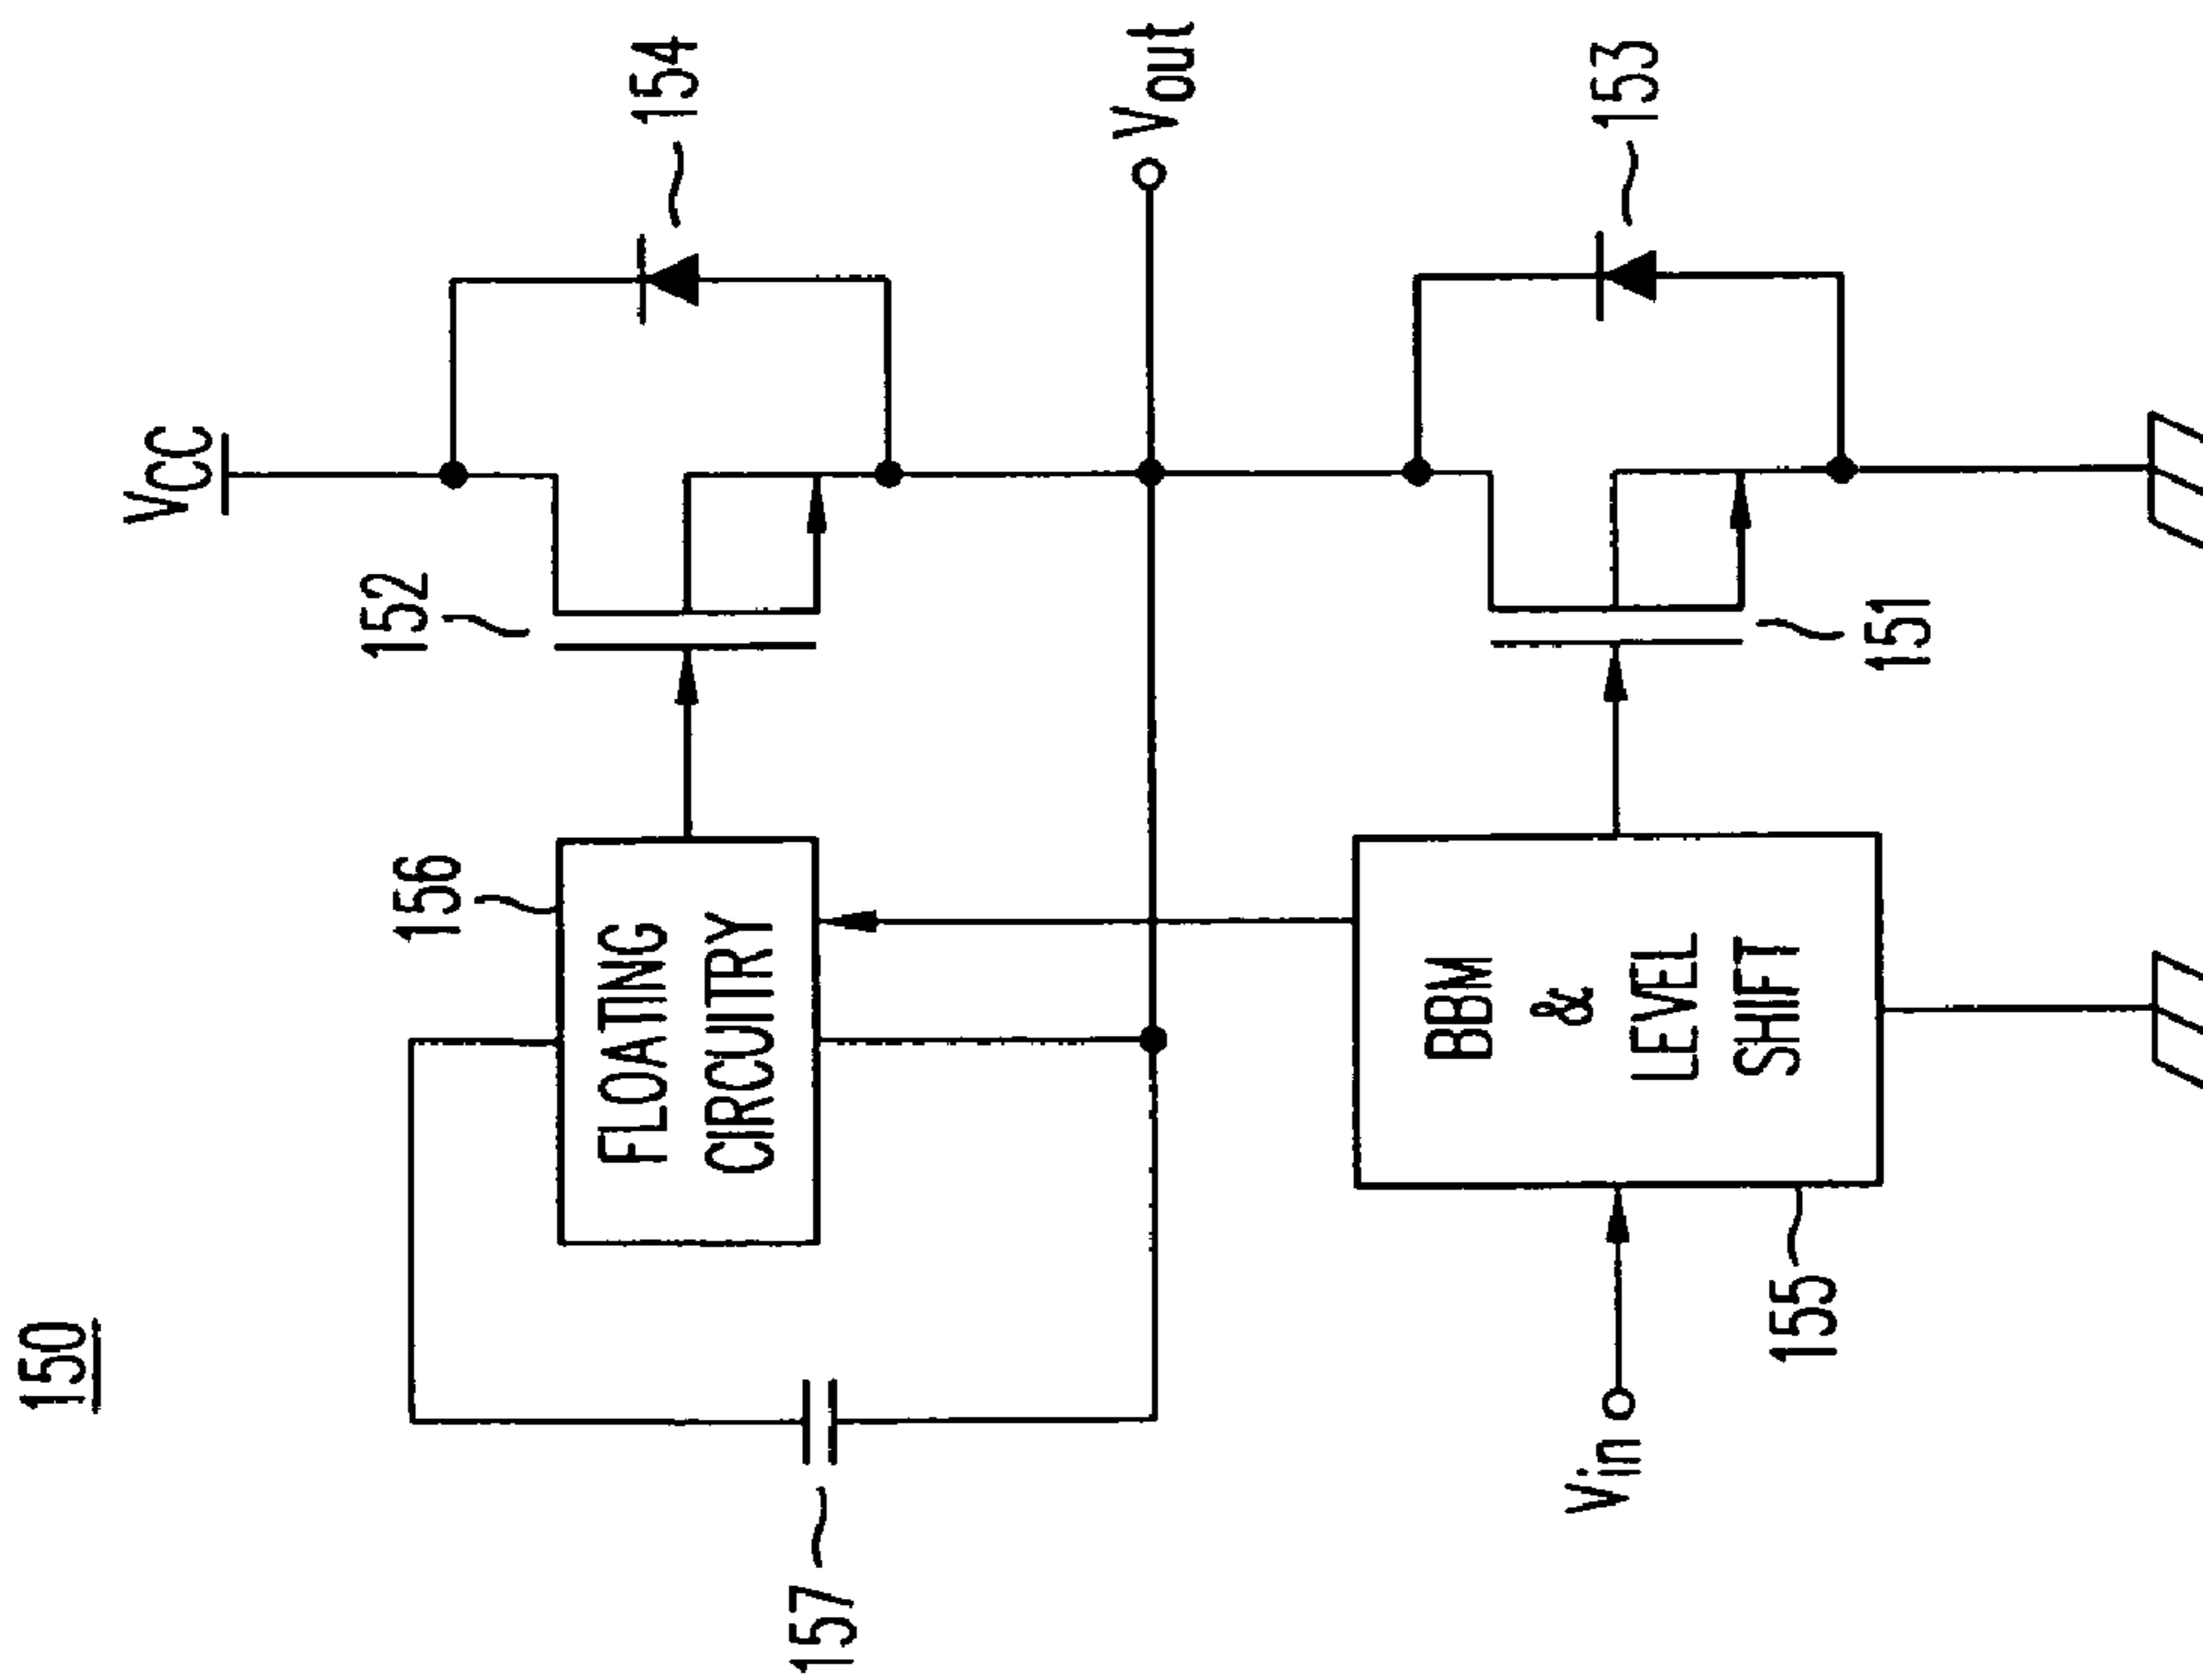 150
VCC
154
152
156
FLOATING
CIRCUITRY
Vout
157
153
BBM
&
LEVEL
SHIFT
151
Vin
155